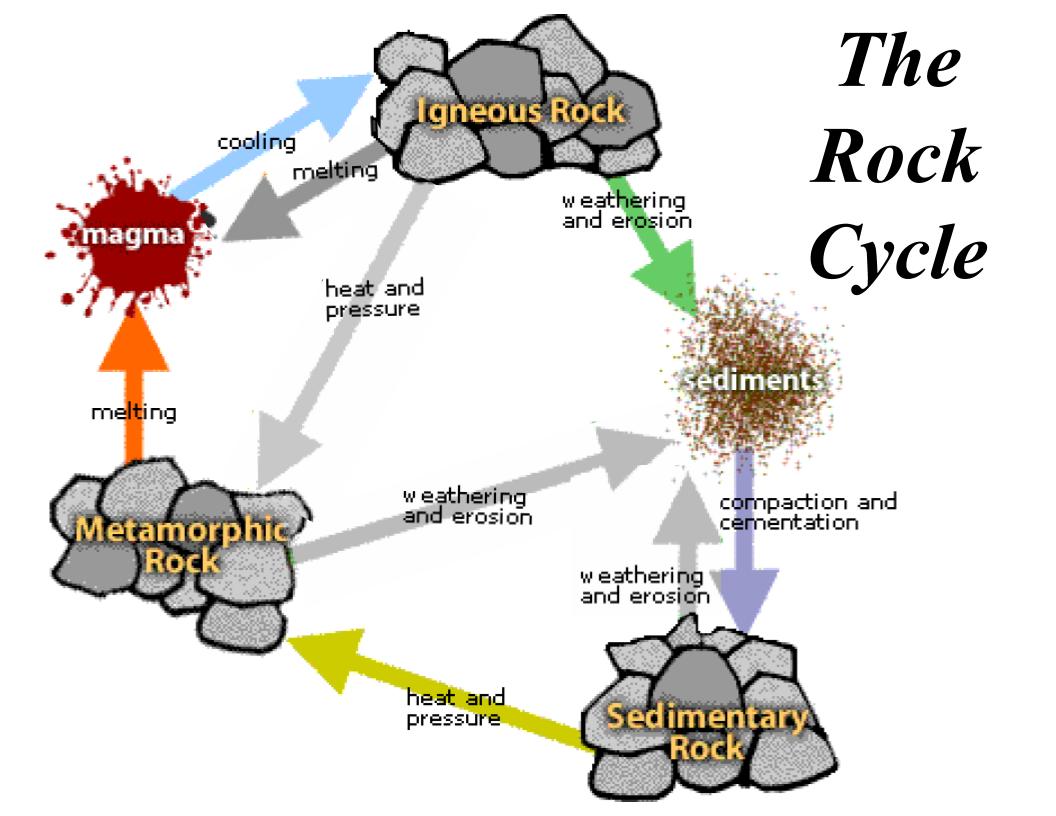 The
Rock
Cycle
Igneous Rock
cooling
melting
magma
weathering
and erosion
heat and
pressure
sediments
melting
weathering
and erosion
compaction and
cementation
Metamorphic
Rock
weathering
and erosion
heat and
pressure
Sedimentary
Rock